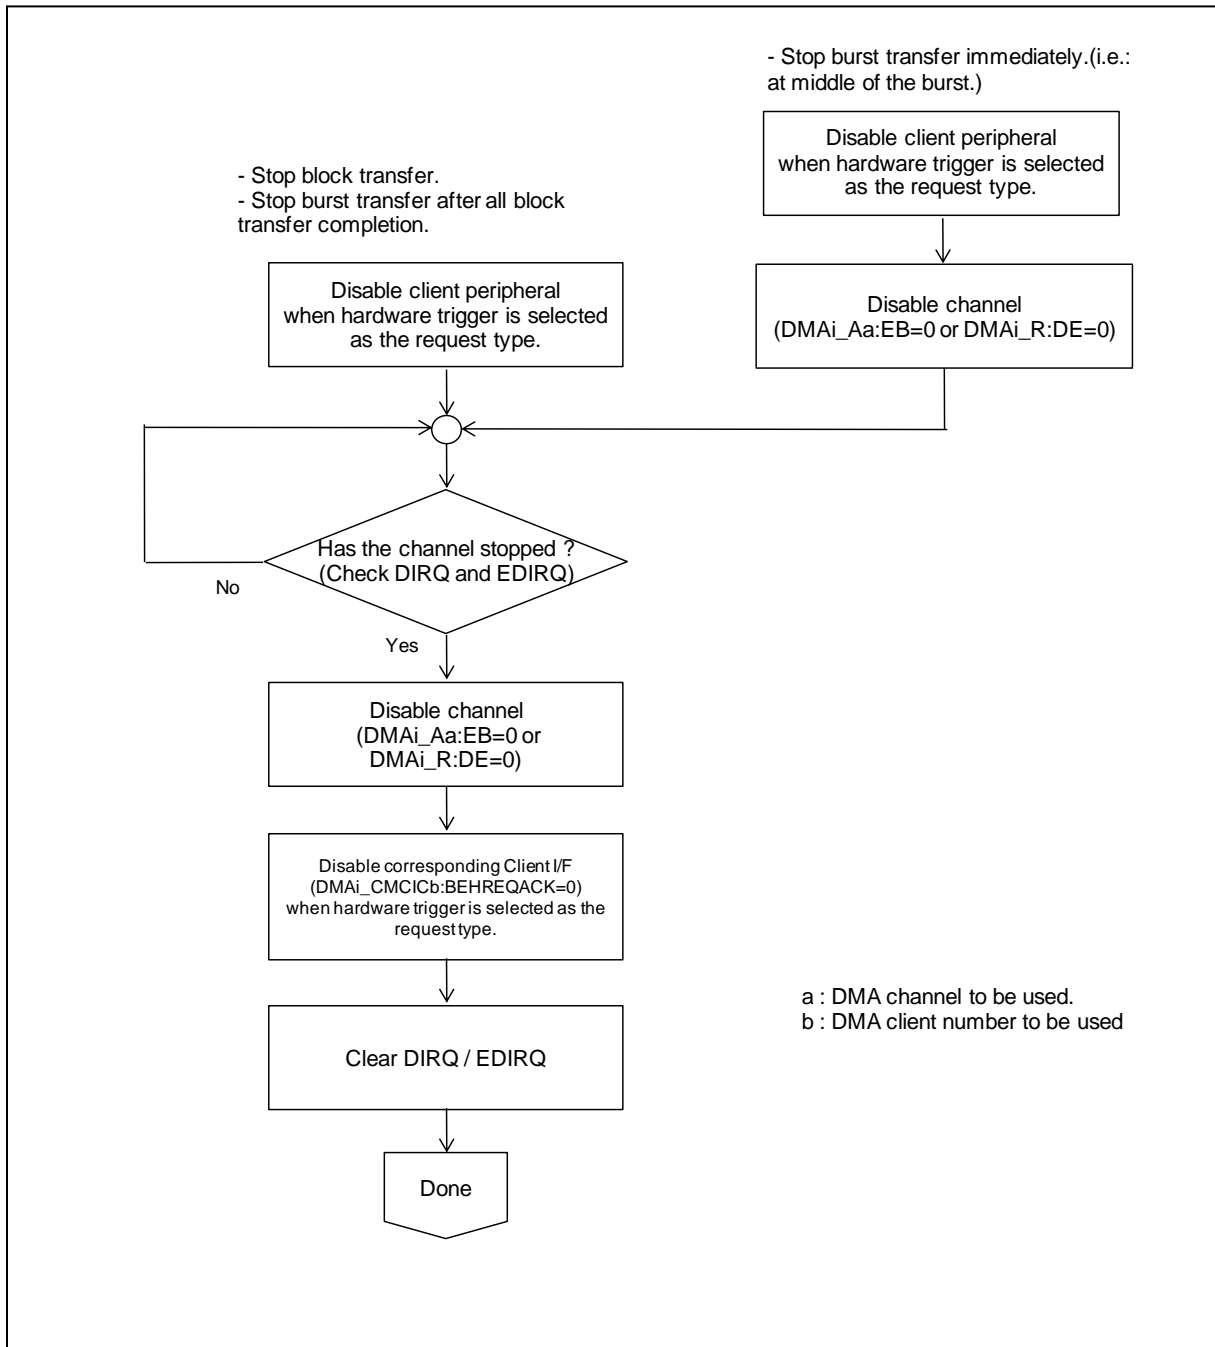 - Stop burst transfer immediately.(i.e.:
at middle of the burst.)
Disable client peripheral
when hardware trigger is selected
as the request type.
Disable channel
(DMAi_Aa:EB=0 or DMAi_R:DE=0)
- Stop block transfer.
- Stop burst transfer after all block
transfer completion.
Disable client peripheral
when hardware trigger is selected
as the request type.
Has the channel stopped ?
(Check DIRQ and EDIRQ)
No
Yes
Disable channel
(DMAi_Aa:EB=0 or
DMAi_R:DE=0)
Disable corresponding Client I/F
(DMAi_CMCICb:BEHREQACK=0)
when hardware trigger is selected as the
request type.
Clear DIRQ / EDIRQ
Done
a : DMA channel to be used.
b : DMA client number to be used